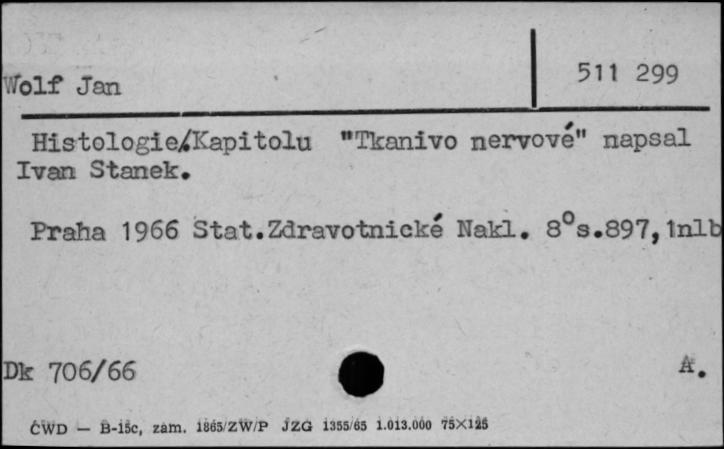 Wolf Jan
511 299
Histologie/Kapitolu "Tkanivo nervové" napsal
Ivan Stanek.
Praha 1966 Stat.Zdravotnické Nakl. 8°s.897,1nlb
Dk 706/66
A.
ĆWD — B-15c, zam. 1865/ZW/P JZG 1355/65 1.013.000 75×125